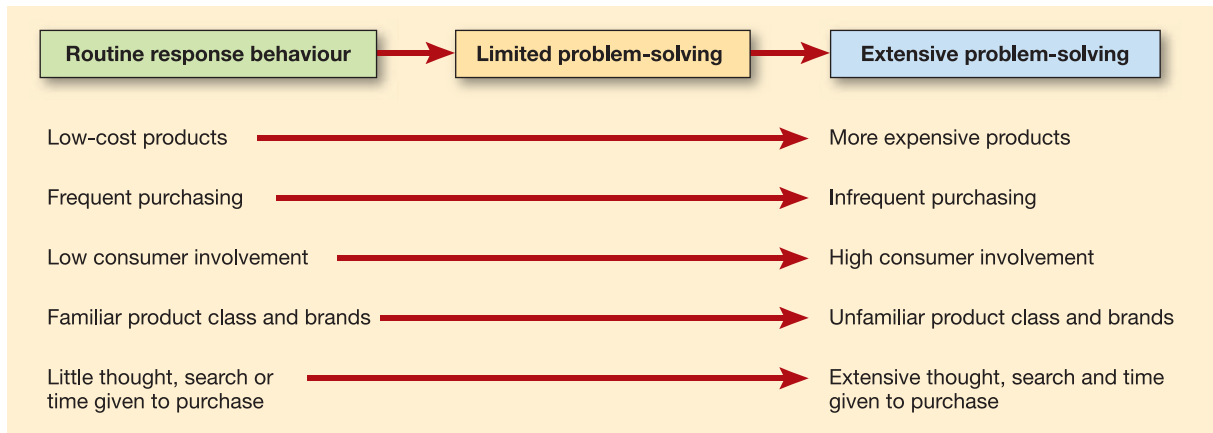 Routine response behaviour
Limited problem-solving
Extensive problem-solving
Low-cost products
More expensive products
Frequent purchasing
Infrequent purchasing
Low consumer involvement
High consumer involvement
Familiar product class and brands
Unfamiliar product class and brands
Little thought, search or
time given to purchase
Extensive thought, search and time
given to purchase